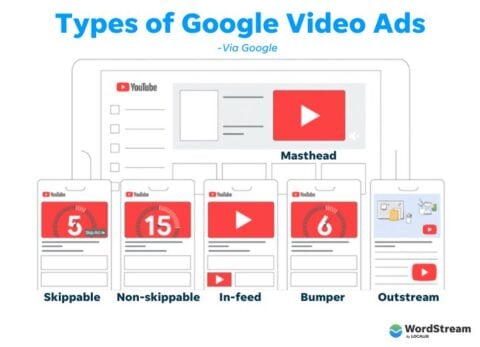 Types of Google Video Ads
-Via Google
YouTube
Masthead
YouTube
YouTube
YouTube
YouTube
YouTube
5
Skip Ad
15
6
Skippable
Non-skippable
In-feed
Bumper
Outstream
WordStream
by LOCALiQ